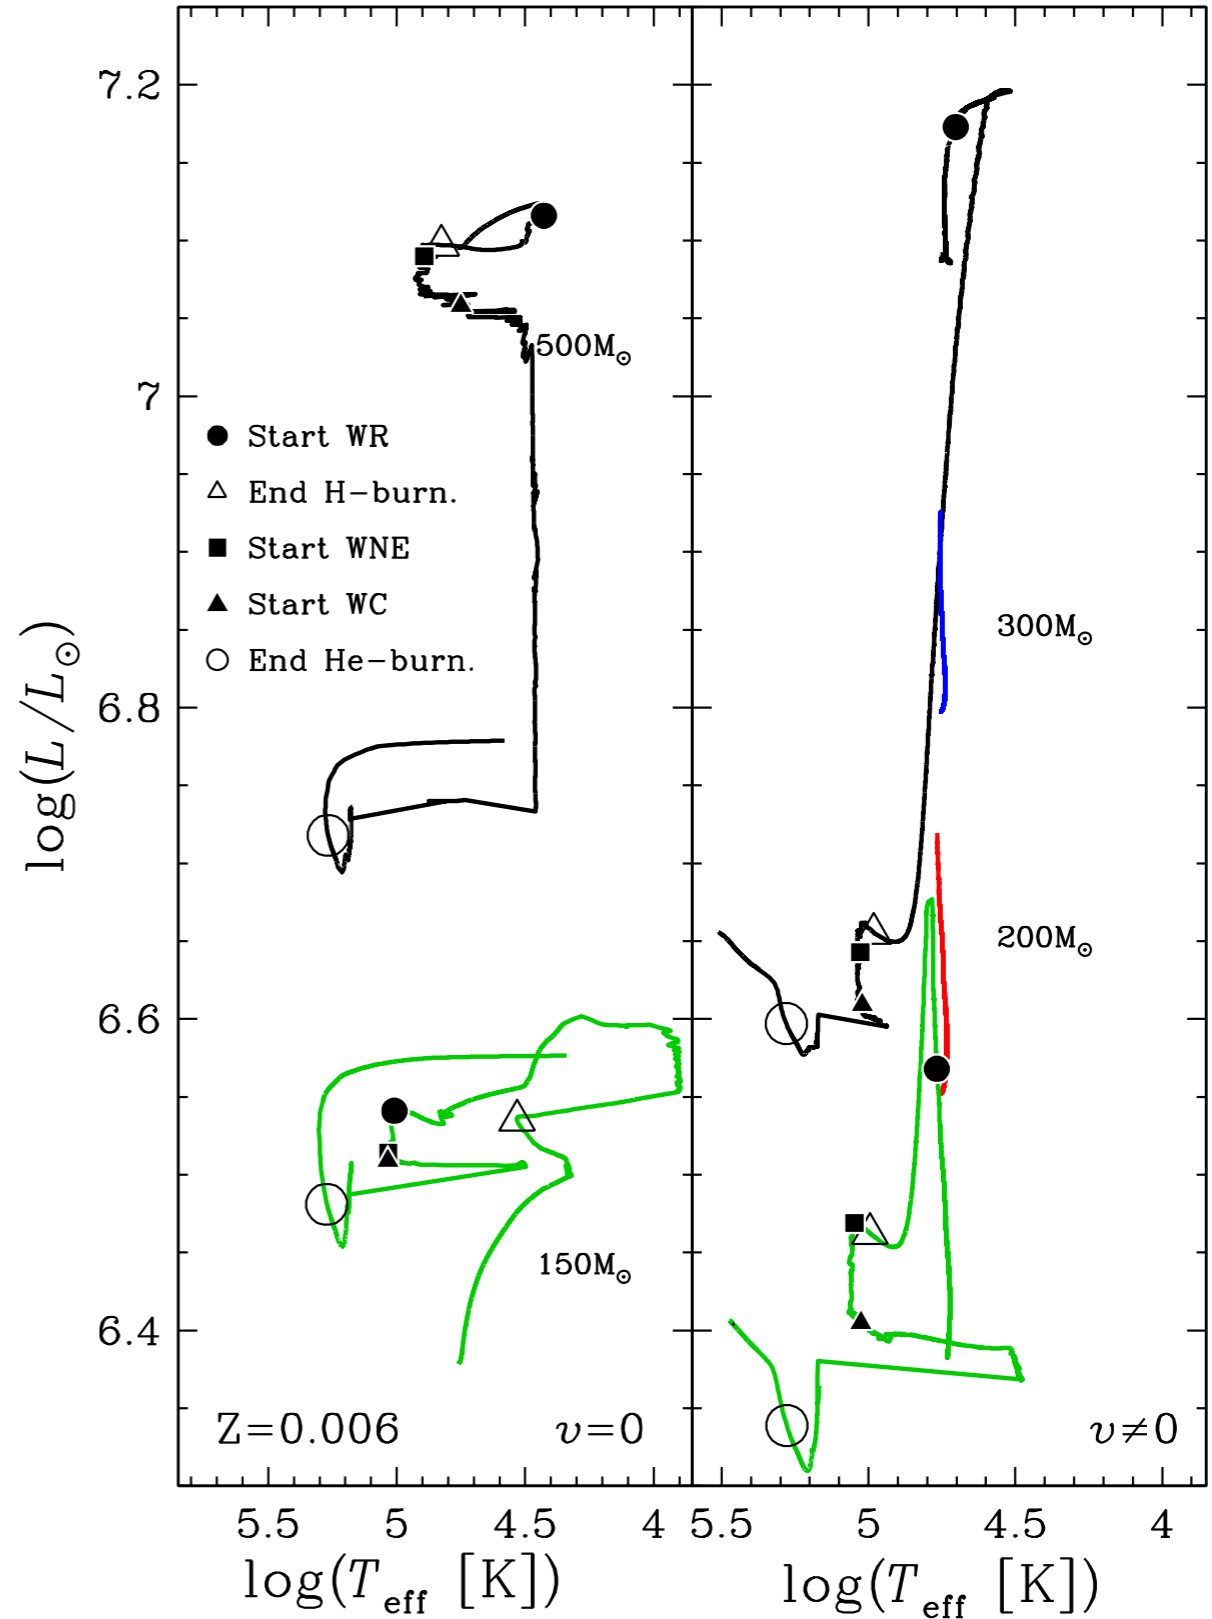 7.2
7
6.8
6.6
6.4
log(L/L☉)
500M☉
● Start WR
△ End H-burn.
■ Start WNE
▲ Start WC
○ End He-burn.
150M☉
Z=0.006 v=0
300M☉
200M☉
v≠0
5.5 5 4.5 4
5.5 5 4.5 4
log(T_eff [K])
log(T_eff [K])